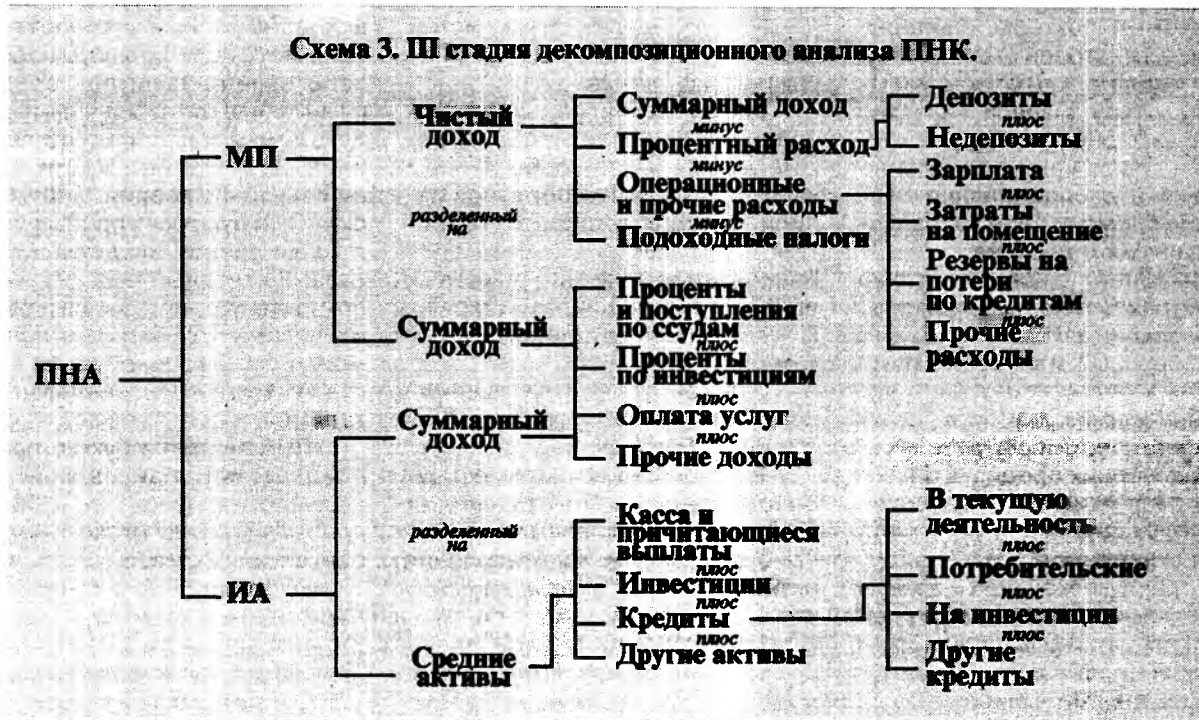 Схема 3. III стадия декомпозиционного анализа ПНК.
ПНА
МП
Чистый
доход
разделенный
на
Суммарный
доход
ИА
Суммарный
доход
разделенный
на
Средние
активы
Суммарный доход
минус
Процентный расход
минус
Операционные
и прочие расходы
минус
Подоходные налоги
Депозиты
плюс
Недепозиты
Зарплата
плюс
Затраты
на помещение
плюс
Резервы на
потери
по кредитам
плюс
Прочие
расходы
Проценты
и поступления
по ссудам
плюс
Проценты
по инвестициям
плюс
Оплата услуг
плюс
Прочие доходы
Касса и
причитающиеся
выплаты
плюс
Инвестиции
плюс
Кредиты
плюс
Другие активы
В текущую
деятельность
плюс
Потребительские
плюс
На инвестиции
плюс
Другие
кредиты